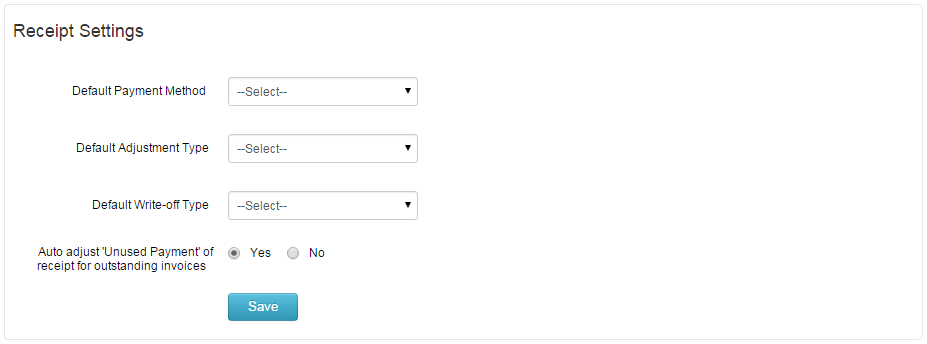 Receipt Settings
Default Payment Method --Select--
Default Adjustment Type --Select--
Default Write-off Type --Select--
Auto adjust 'Unused Payment' of
receipt for outstanding invoices
Yes No
Save